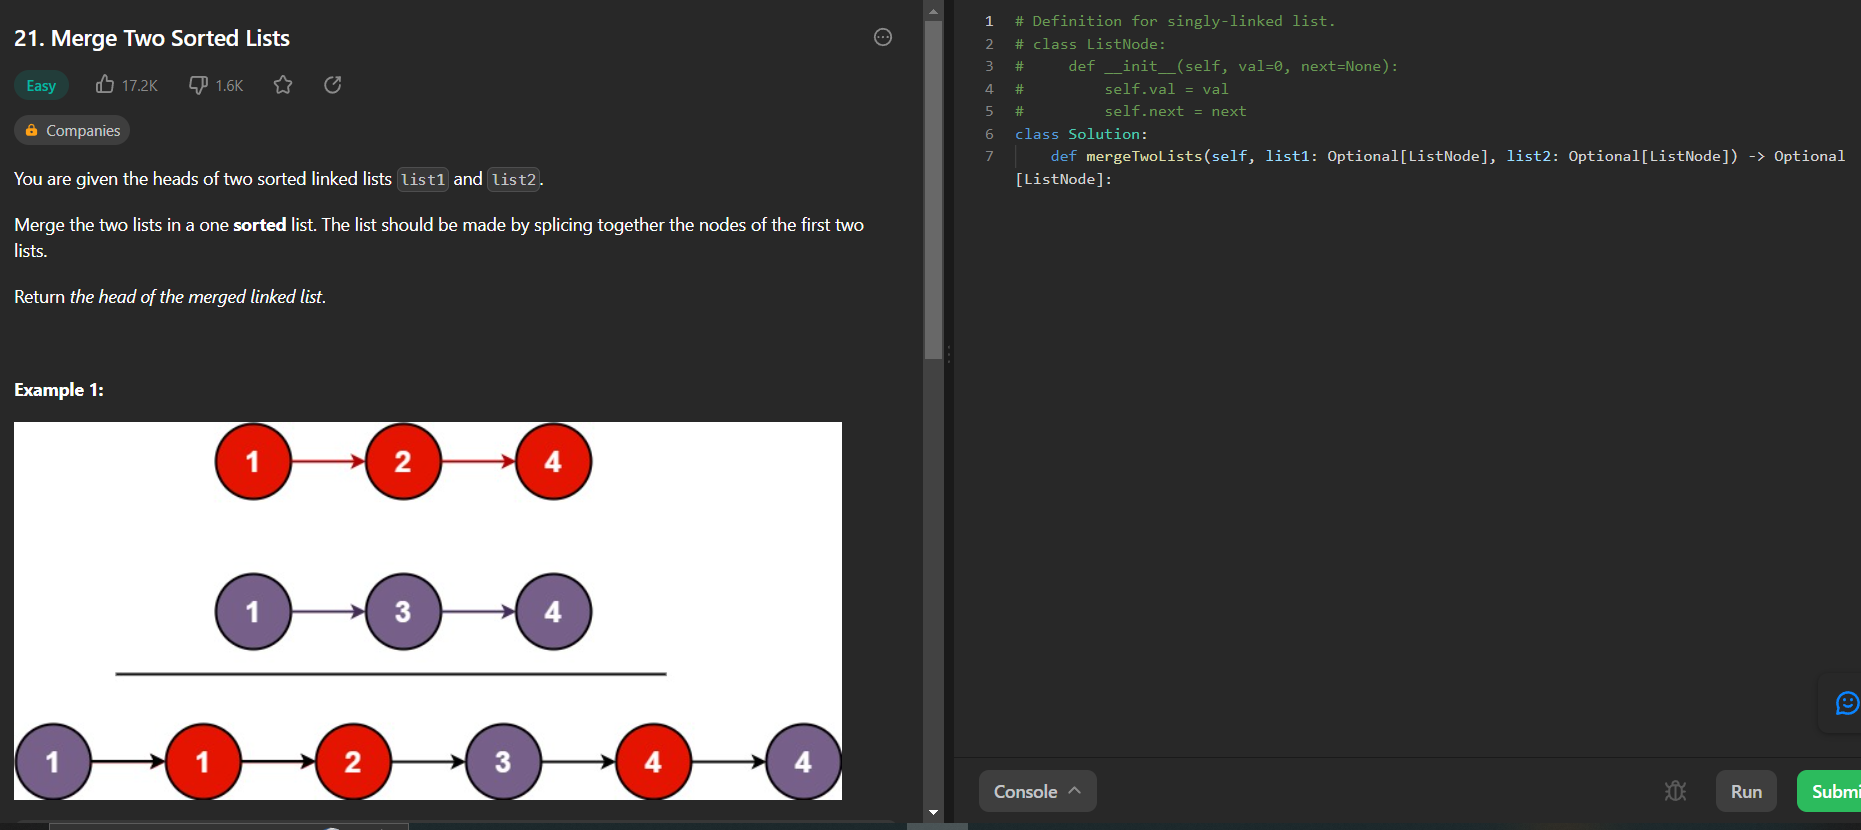 21. Merge Two Sorted Lists
Easy 17.2K 1.6K
Companies
You are given the heads of two sorted linked lists list1 and list2.
Merge the two lists in a one sorted list. The list should be made by splicing together the nodes of the first two
lists.
Return the head of the merged linked list.
Example 1:
1 2 4
1 3 4
1 1 2 3 4 4
1 # Definition for singly-linked list.
2 # class ListNode:
3 #     def __init__(self, val=0, next=None):
4 #         self.val = val
5 #         self.next = next
6 class Solution:
7     def mergeTwoLists(self, list1: Optional[ListNode], list2: Optional[ListNode]) -> Optional
[ListNode]:
Console Run Submi